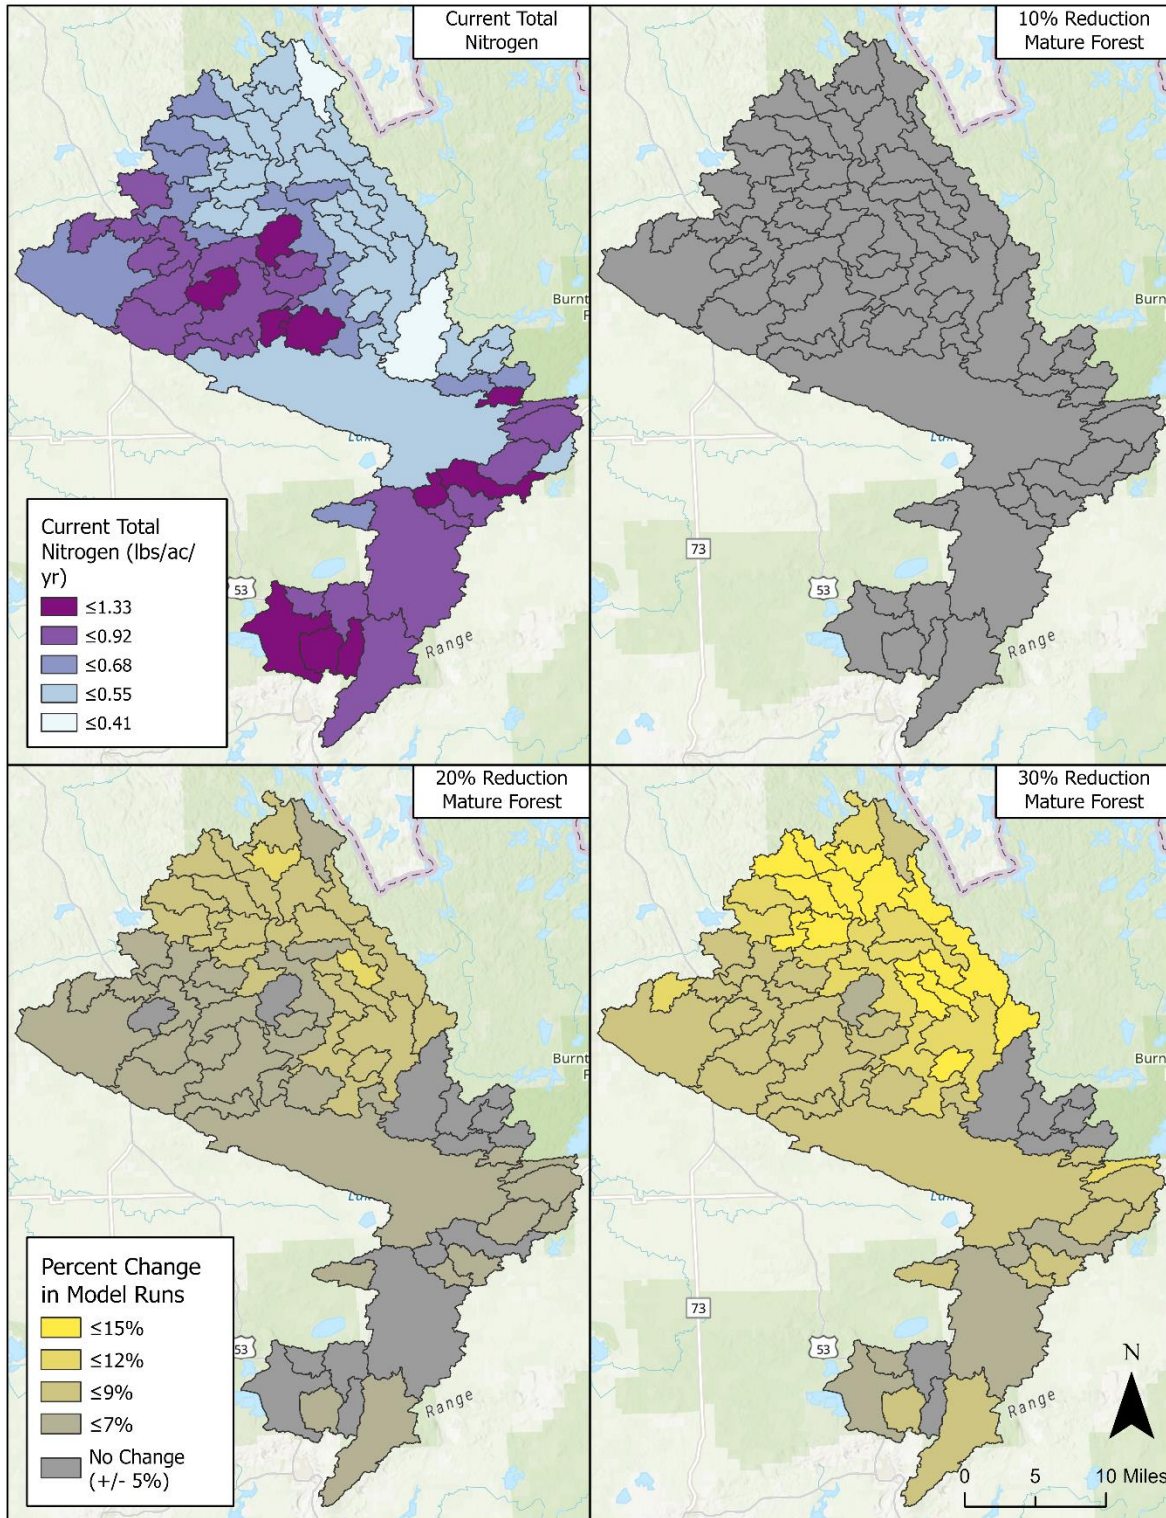 Current Total
Nitrogen
Burnt
Current Total
Nitrogen (lbs/ac/
yr)
≤1.33
≤0.92
≤0.68
≤0.55
≤0.41
53
Range
10% Reduction
Mature Forest
Burn
73
53
Range
20% Reduction
Mature Forest
Burnt
Percent Change
in Model Runs
≤15%
≤12%
≤9%
≤7%
No Change
(+/- 5%)
53
Range
30% Reduction
Mature Forest
Burn
73
53
Range
N
0 5 10 Miles